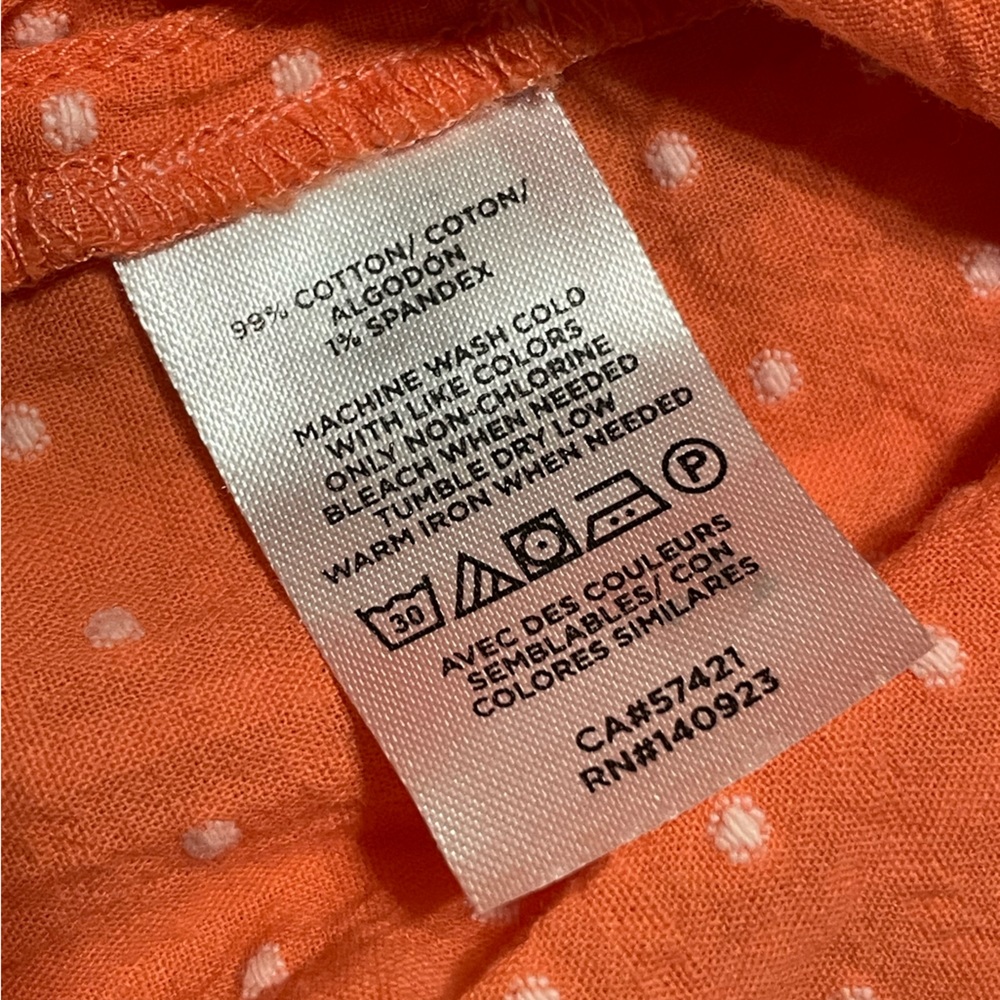 99% COTTON/ COTON/
ALGODÓN
1% SPANDEX
MACHINE WASH COLD
WITH LIKE COLORS
ONLY NON-CHLORINE
BLEACH WHEN NEEDED
TUMBLE DRY LOW
WARM IRON WHEN NEEDED
30 P
AVEC DES COULEURS
SEMBLABLES/ CON
COLORES SIMILARES
CA#57421
RN#140923